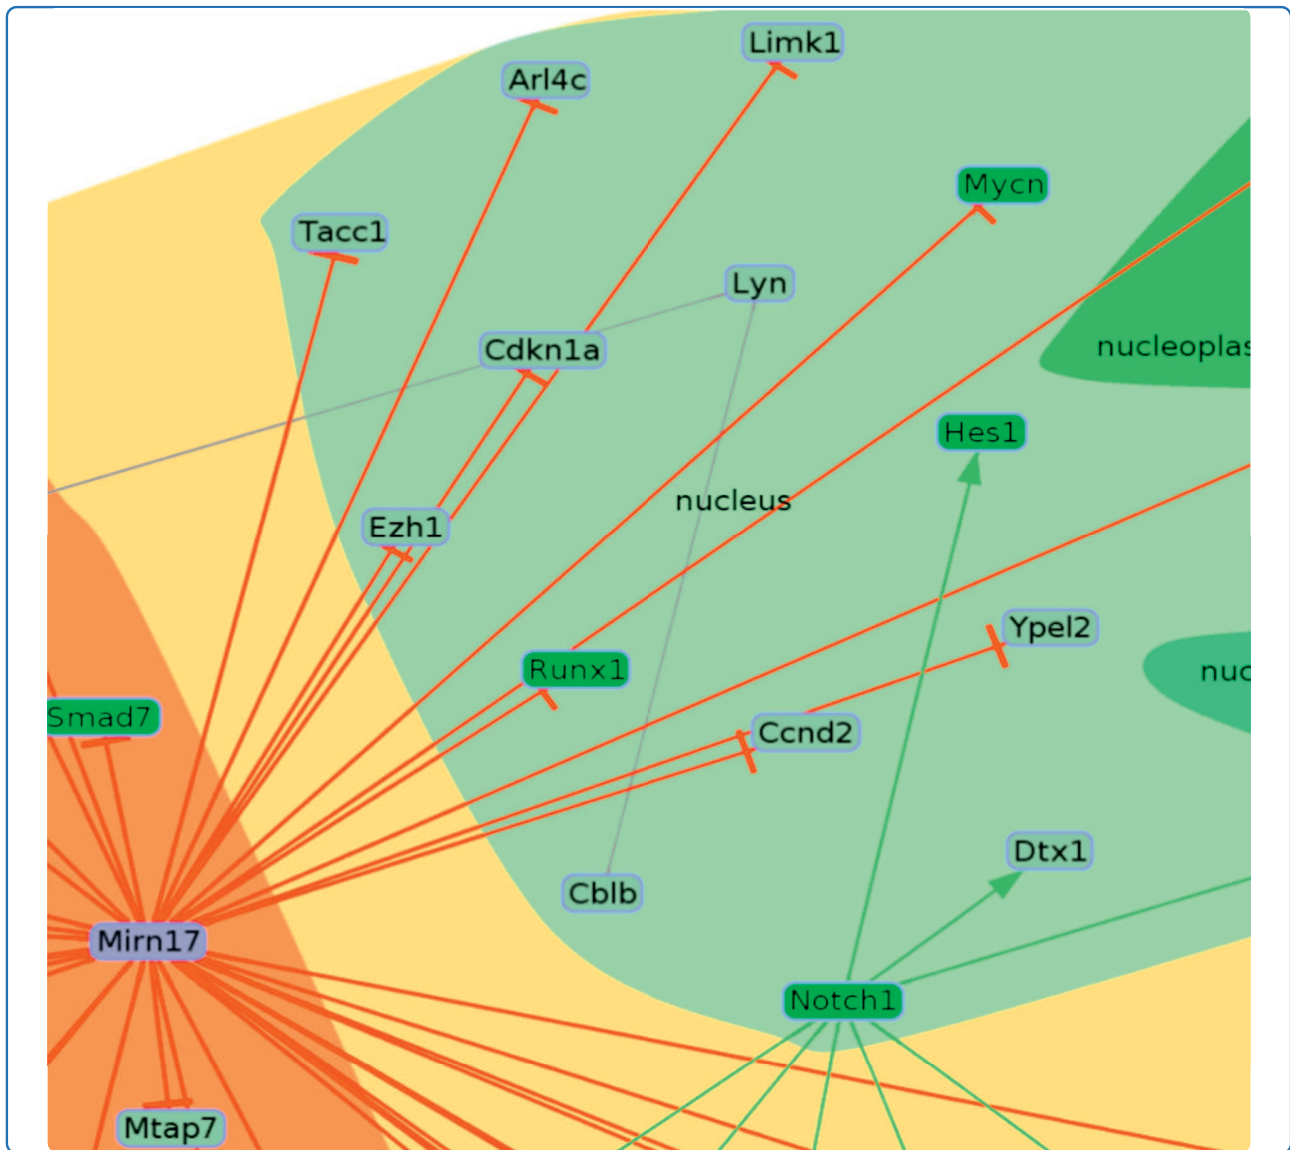 Limk1
Arl4c
Mycn
Tacc1
Lyn
Cdkn1a
nucleoplas
Hes1
nucleus
Ezh1
Ypel2
Runx1
nuc
Smad7
Ccnd2
Dtx1
Cblb
Mirn17
Notch1
Mtap7